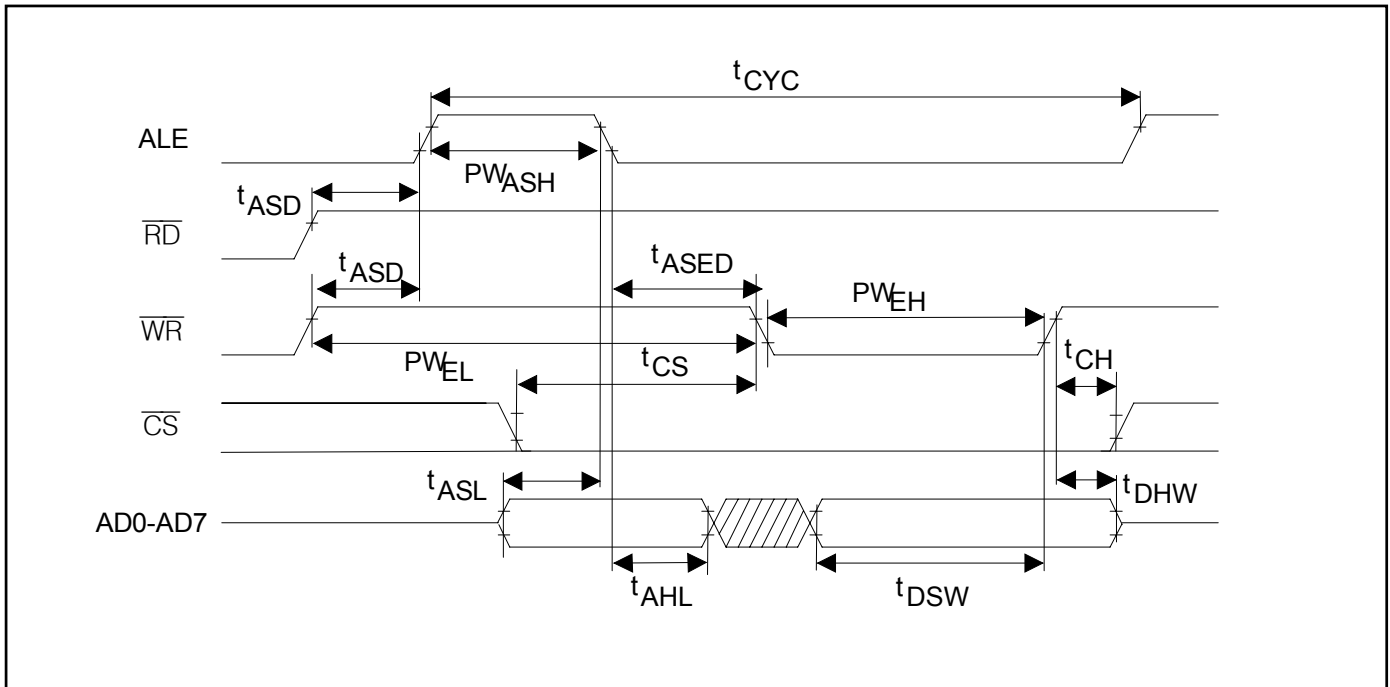 tCYC
ALE
PWASH
tASD
RD
tASD
tASED
PWEH
WR
PWEL
tCS
tCH
CS
tASL
tDHW
AD0-AD7
tAHL
tDSW